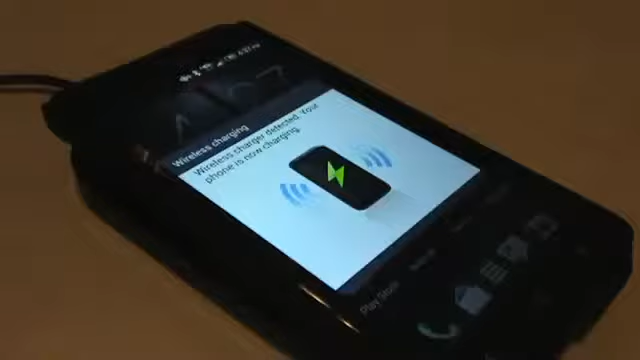 Wireless charging
Wireless charger detected. Your
phone is now charging.
Play Store